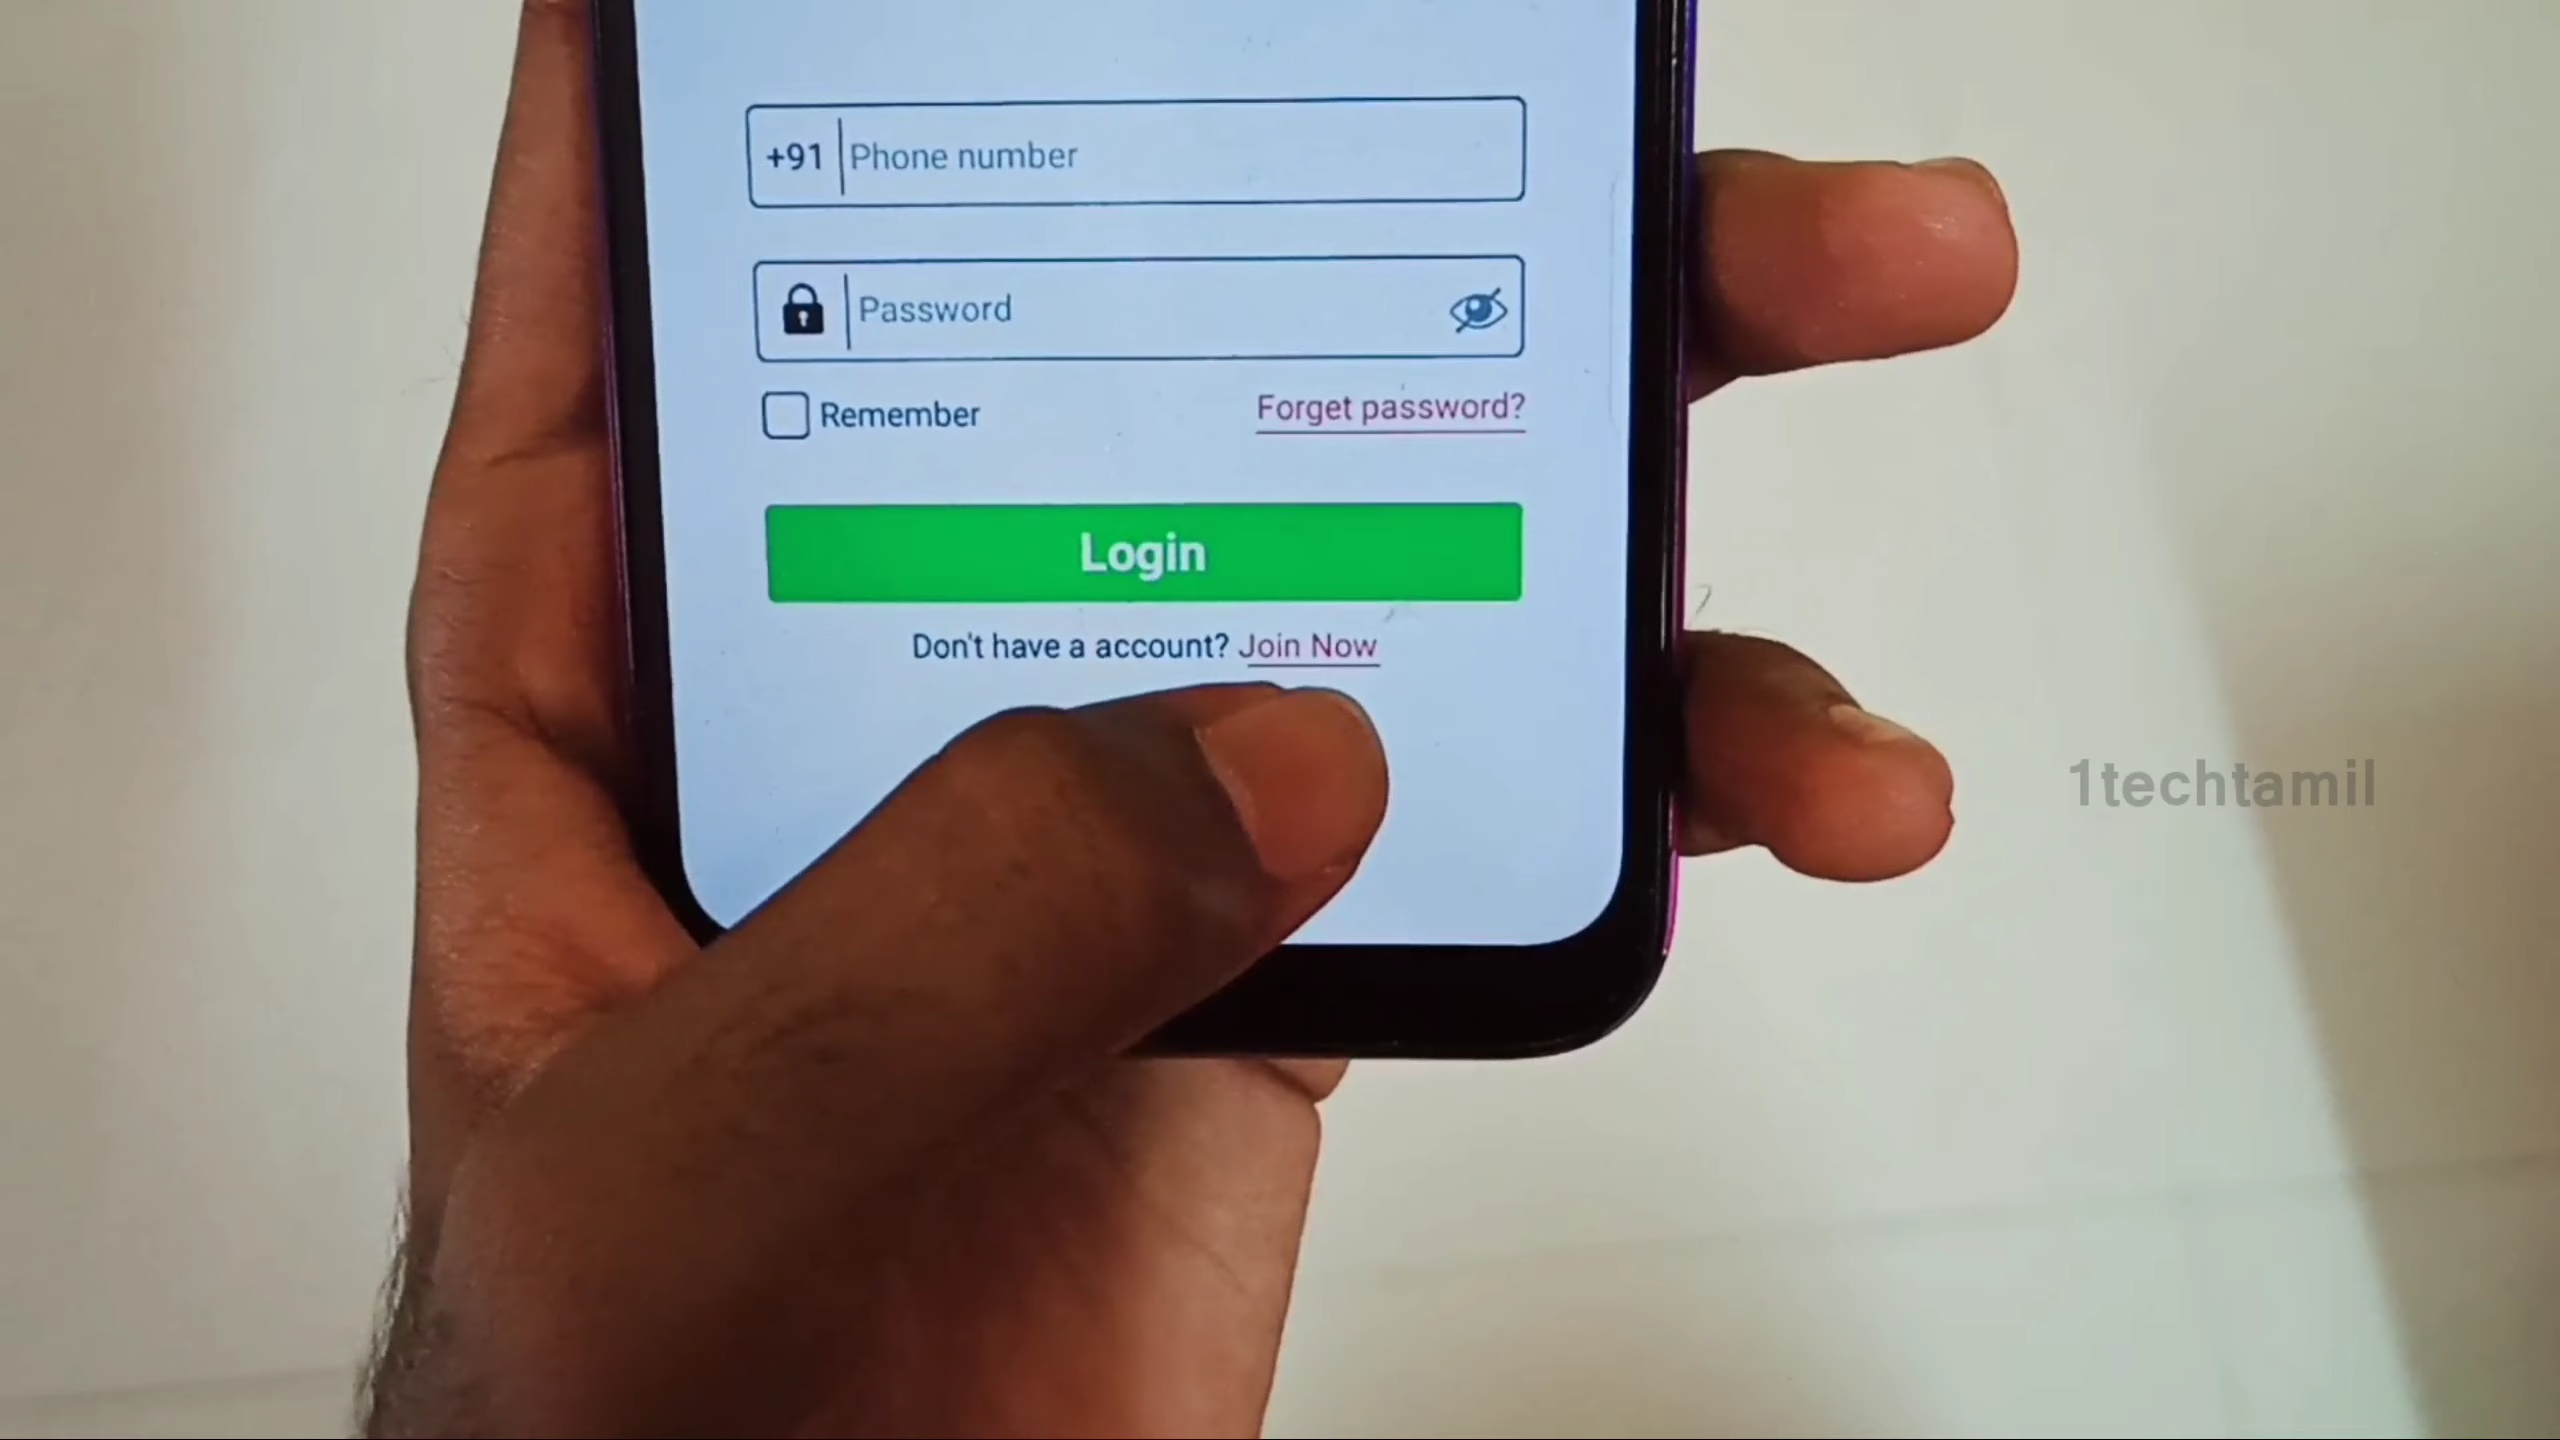 +91 Phone number
Password
Remember
Forget password?
Login
Don't have a account? Join Now
1techtamil